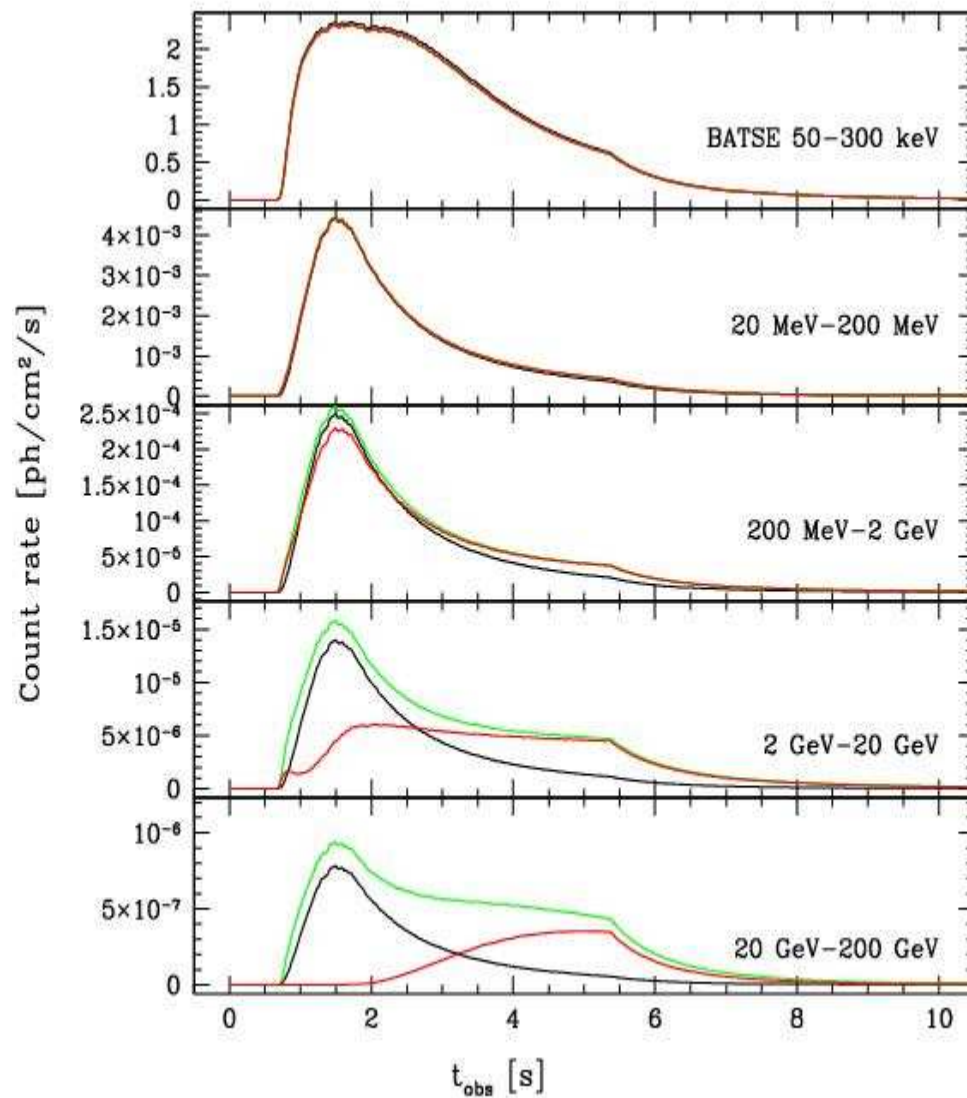 2
1.5
1
0.5
0
BATSE 50−300 keV
4×10⁻³
3×10⁻³
2×10⁻³
10⁻³
0
20 MeV−200 MeV
2.5×10⁻⁴
2×10⁻⁴
1.5×10⁻⁴
10⁻⁴
5×10⁻⁶
0
200 MeV−2 GeV
1.5×10⁻⁵
10⁻⁵
5×10⁻⁶
0
2 GeV−20 GeV
10⁻⁶
5×10⁻⁷
0
20 GeV−200 GeV
0 2 4 6 8 10
t_obs [s]
Count rate [ph/cm²/s]